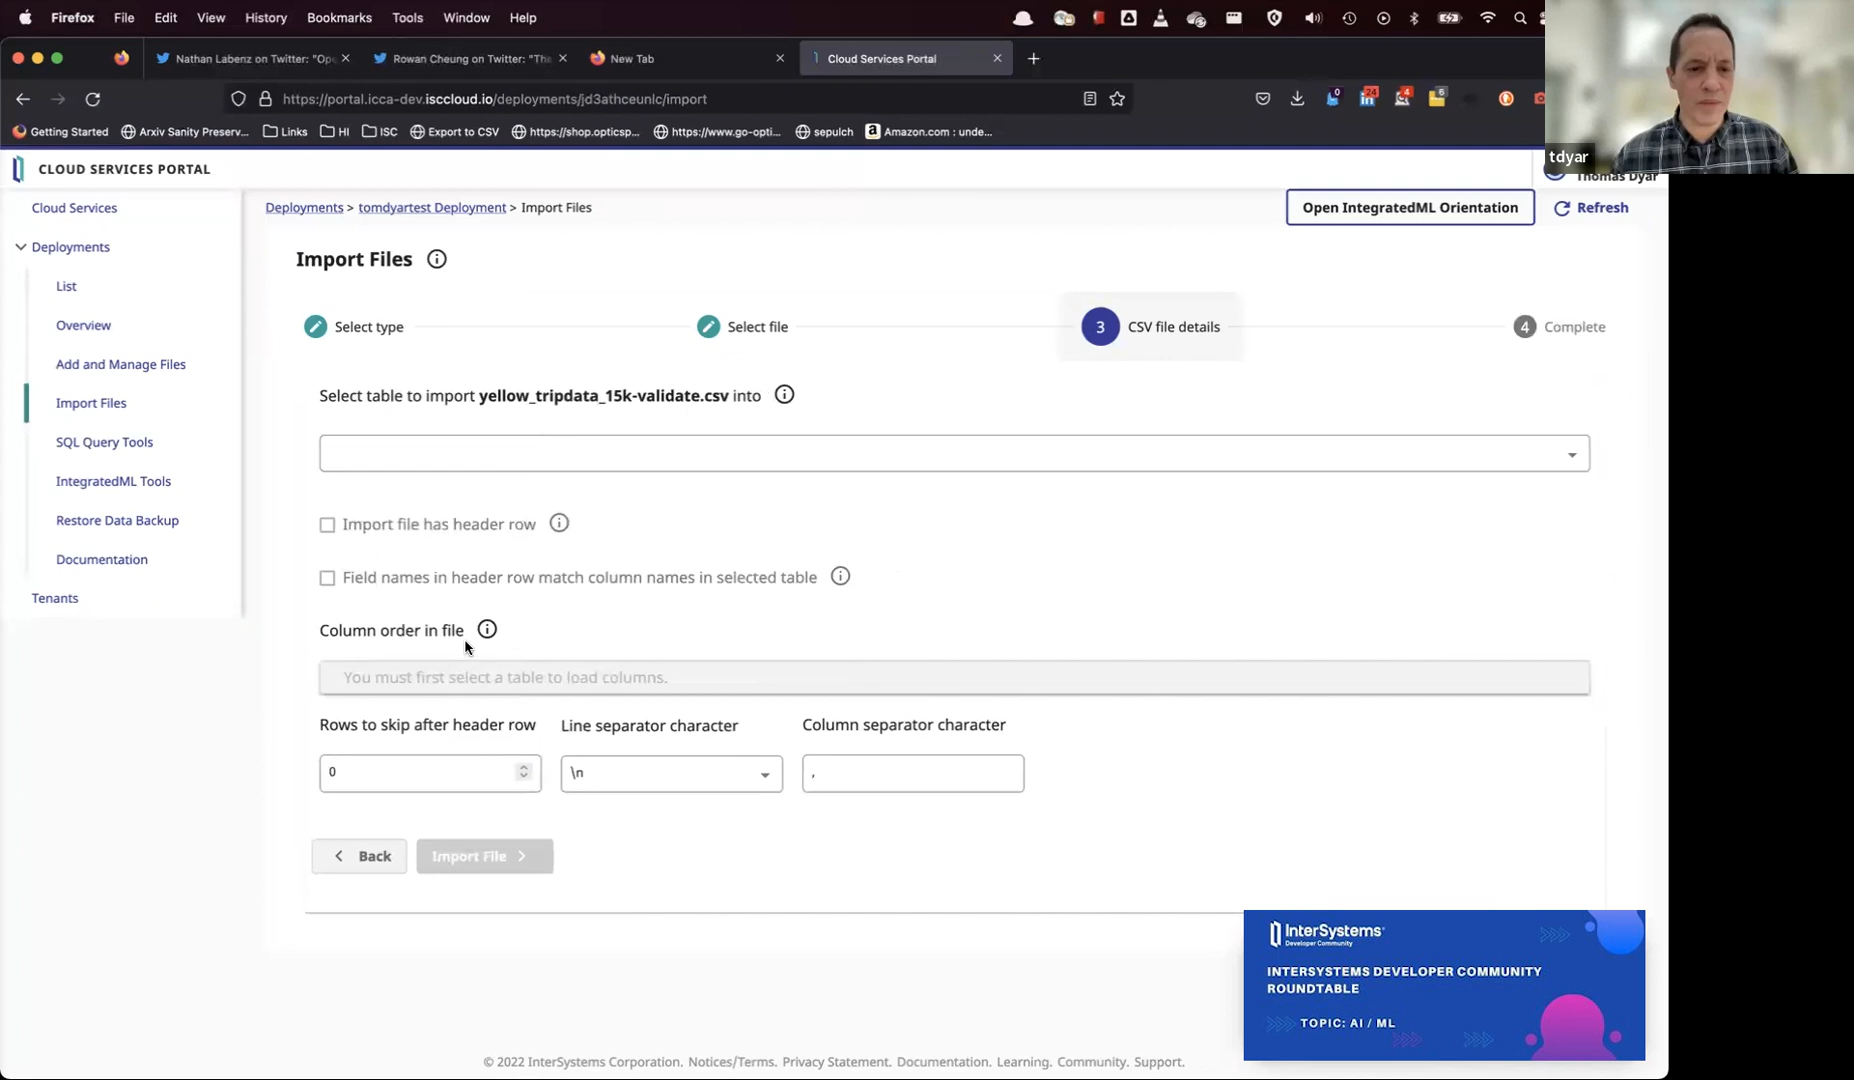 Firefox File Edit View History Bookmarks Tools Window Help
Nathan Labenz on Twitter: "Ope
Rowan Cheung on Twitter: "The
New Tab
Cloud Services Portal
https://portal.icca-dev.isccloud.io/deployments/jd3athceunlc/import
0
24
4
6
Getting Started
Arxiv Sanity Preserv...
Links
HI
ISC
Export to CSV
https://shop.opticsp...
https://www.go-opti...
sepulch
Amazon.com : unde...
tdyar
CLOUD SERVICES PORTAL
Thomas Dyar
Cloud Services
Deployments
List
Overview
Add and Manage Files
Import Files
SQL Query Tools
IntegratedML Tools
Restore Data Backup
Documentation
Tenants
Deployments > tomdyartest Deployment > Import Files
Open IntegratedML Orientation
Refresh
Import Files
Select type
Select file
3 CSV file details
4 Complete
Select table to import yellow_tripdata_15k-validate.csv into
Import file has header row
Field names in header row match column names in selected table
Column order in file
You must first select a table to load columns.
Rows to skip after header row
Line separator character
Column separator character
0
\n
,
Back
Import File
InterSystems
Developer Community
INTERSYSTEMS DEVELOPER COMMUNITY
ROUNDTABLE
TOPIC: AI / ML
© 2022 InterSystems Corporation. Notices/Terms. Privacy Statement. Documentation. Learning. Community. Support.